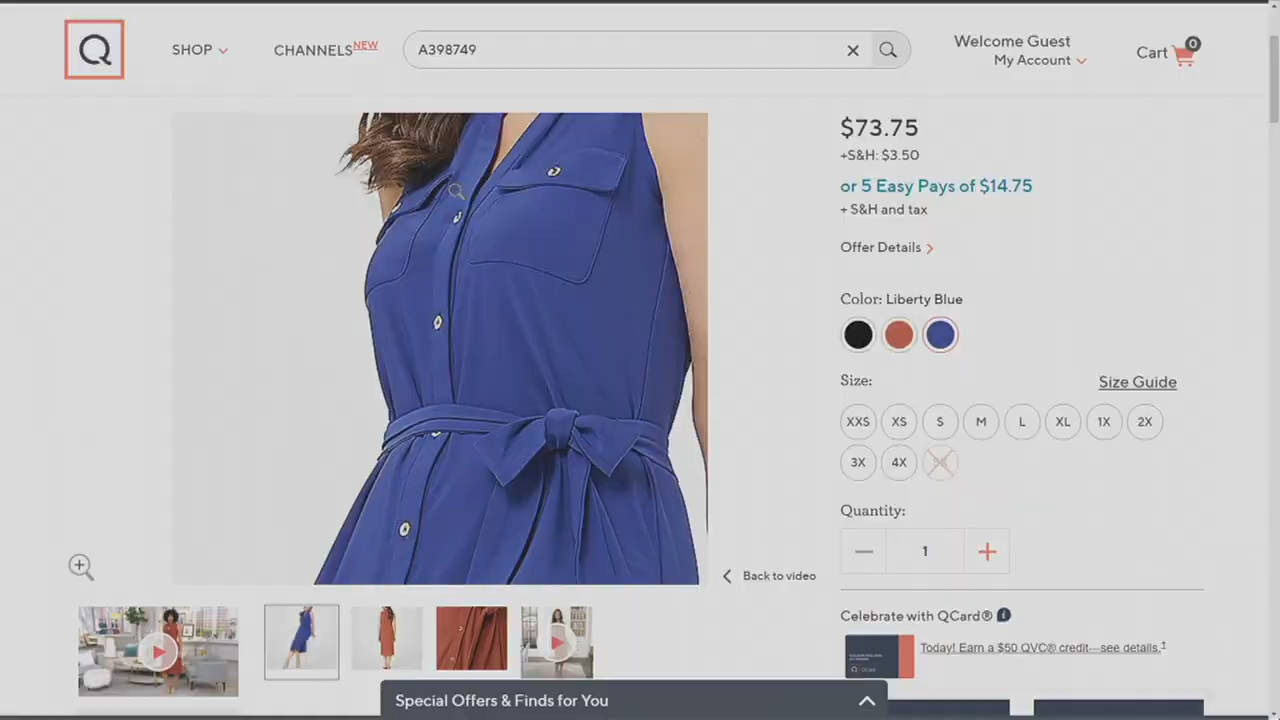 Q
SHOP
CHANNELS NEW
A398749
Welcome Guest
My Account
Cart
0
$73.75
+S&H: $3.50
or 5 Easy Pays of $14.75
+ S&H and tax
Offer Details
Color: Liberty Blue
Size:
Size Guide
XXS XS S M L XL 1X 2X
3X 4X
Quantity:
1
Back to video
Celebrate with QCard®
Today! Earn a $50 QVC® credit—see details.†
Special Offers & Finds for You